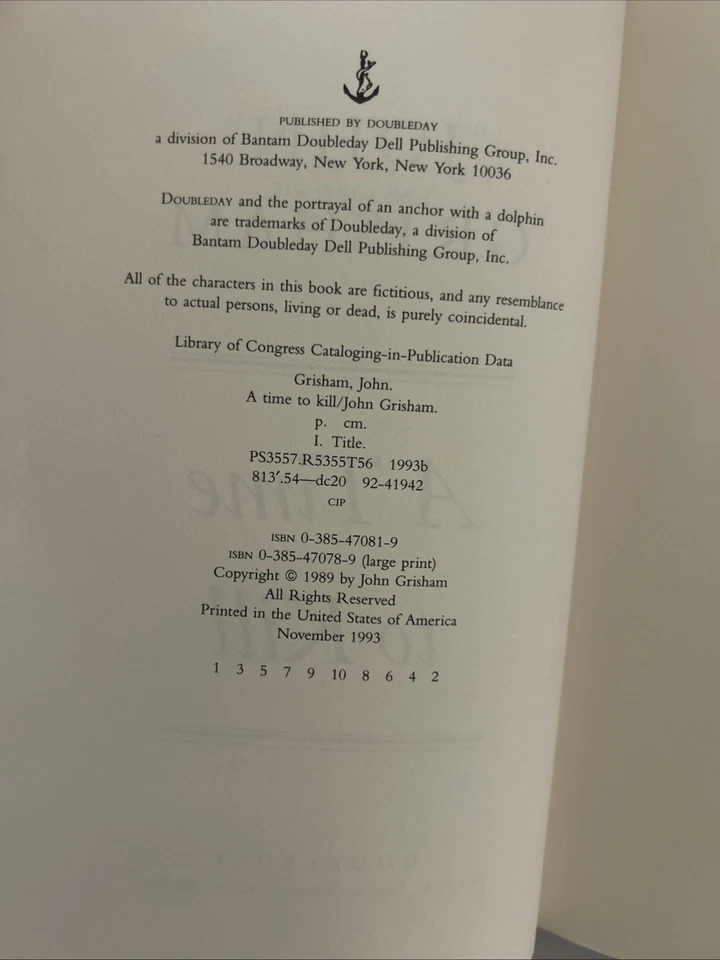 PUBLISHED BY DOUBLEDAY
a division of Bantam Doubleday Dell Publishing Group, Inc.
1540 Broadway, New York, New York 10036
DOUBLEDAY and the portrayal of an anchor with a dolphin
are trademarks of Doubleday, a division of
Bantam Doubleday Dell Publishing Group, Inc.
All of the characters in this book are fictitious, and any resemblance
to actual persons, living or dead, is purely coincidental.
Library of Congress Cataloging-in-Publication Data
Grisham, John.
A time to kill/John Grisham.
p. cm.
I. Title.
PS3557.R5355T56 1993b
813′.54—dc20 92-41942
CIP
ISBN 0-385-47081-9
ISBN 0-385-47078-9 (large print)
Copyright © 1989 by John Grisham
All Rights Reserved
Printed in the United States of America
November 1993
1 3 5 7 9 10 8 6 4 2